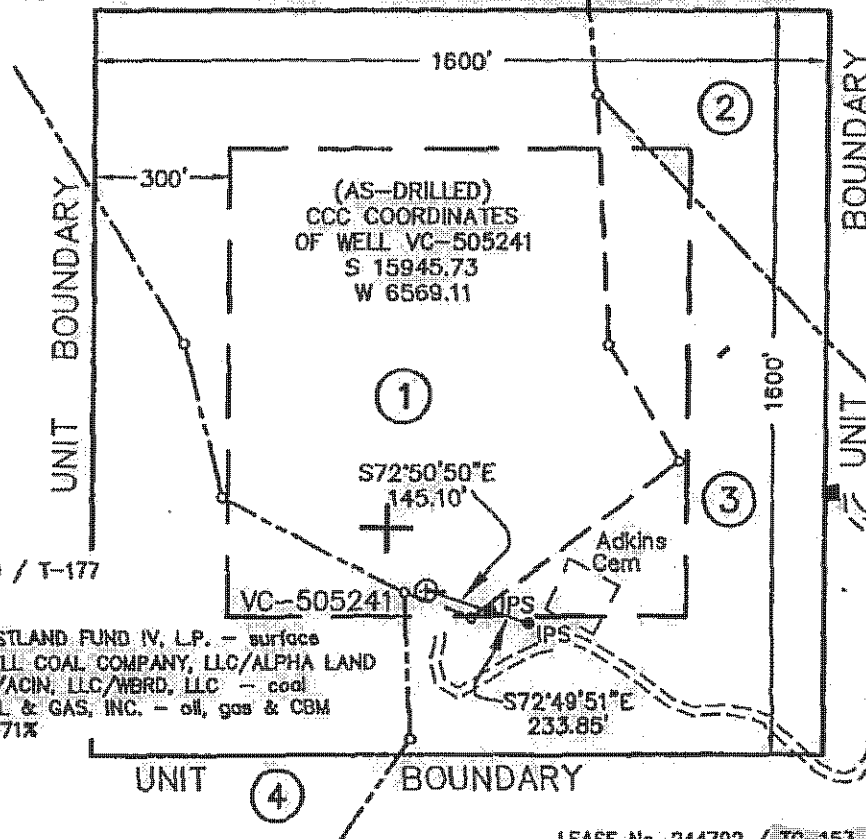 1600'
BOUNDARY
2
300'
(AS-DRILLED)
CCC COORDINATES
OF WELL VC-505241
S 15945.73
W 6569.11
UNIT BOUNDARY
1600'
1
UNIT
S72°50'50"E
145.10'
3
Adkins
Cem
/ T-177
VC-505241
IPS
IPS
STLAND FUND IV, L.P. - surface
LL COAL COMPANY, LLC/ALPHA LAND
/ACIN, LLC/WBRD, LLC - coal
L & GAS, INC. - oil, gas & CBM
71%
S72°49'51"E
233.85'
UNIT BOUNDARY
4